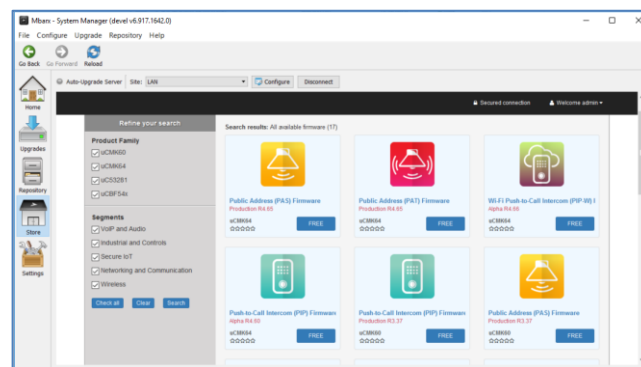 Mbani - System Manager (devel v6.917.1642.0)
File Configure Upgrade Repository Help
Go Back Go Forward Reload
Auto-Upgrade Server Site: LAN Configure Disconnect
Home
Upgrades
Repository
Store
Settings
Secured connection Welcome admin
Refine your search
Product Family
uCMK60
uCMK64
uC53281
uCBF54s
Segments
VoIP and Audio
Industrial and Controls
Secure IoT
Networking and Communication
Wireless
Check all Clear Search
Search results: All available firmware (17)
Public Address (PAS) Firmware
Production R4.65
uCMK64
FREE
Public Address (PAT) Firmware
Production R4.65
uCMK64
FREE
Wi-Fi Push-to-Call Intercom (PIP-W) I
Alpha R4.60
uCMK64
FREE
Push-to-Call Intercom (PIP) Firmware
Alpha R4.60
uCMK64
FREE
Push-to-Call Intercom (PIP) Firmware
Production R3.37
uCMK60
FREE
Public Address (PAS) Firmware
Production R3.37
uCMK60
FREE